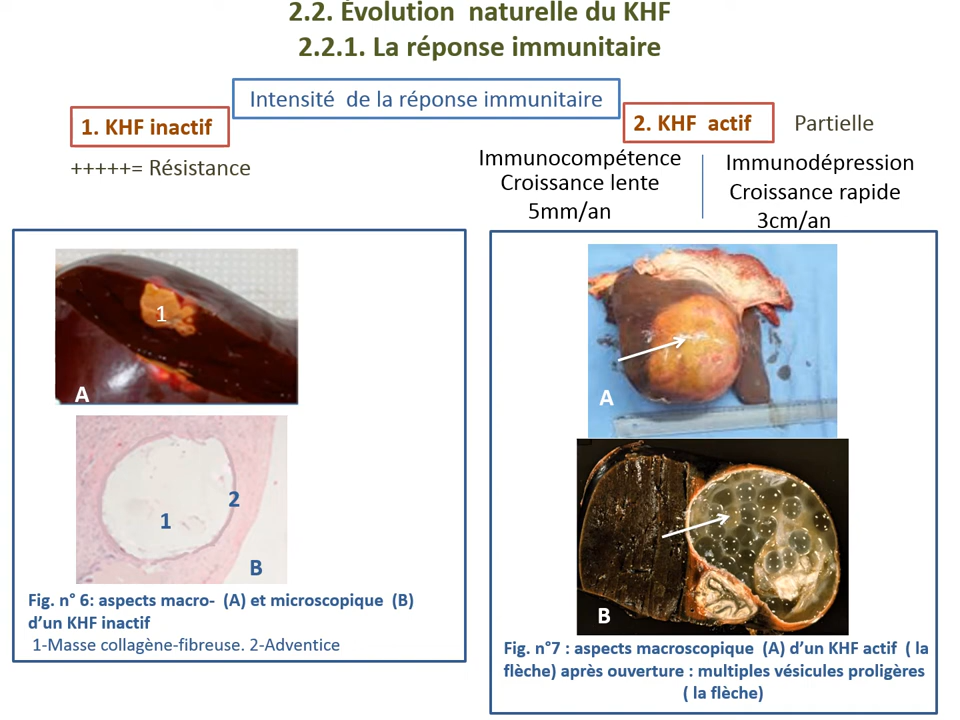 2.2. Évolution naturelle du KHF
2.2.1. La réponse immunitaire
Intensité de la réponse immunitaire
1. KHF inactif
+++++= Résistance
2. KHF actif
Partielle
Immunocompétence
Croissance lente
5mm/an
Immunodépression
Croissance rapide
3cm/an
1
A
1
2
B
Fig. n° 6: aspects macro- (A) et microscopique (B)
d’un KHF inactif
1-Masse collagène-fibreuse. 2-Adventice
A
B
Fig. n°7 : aspects macroscopique (A) d’un KHF actif ( la
flèche) après ouverture : multiples vésicules proligères
( la flèche)